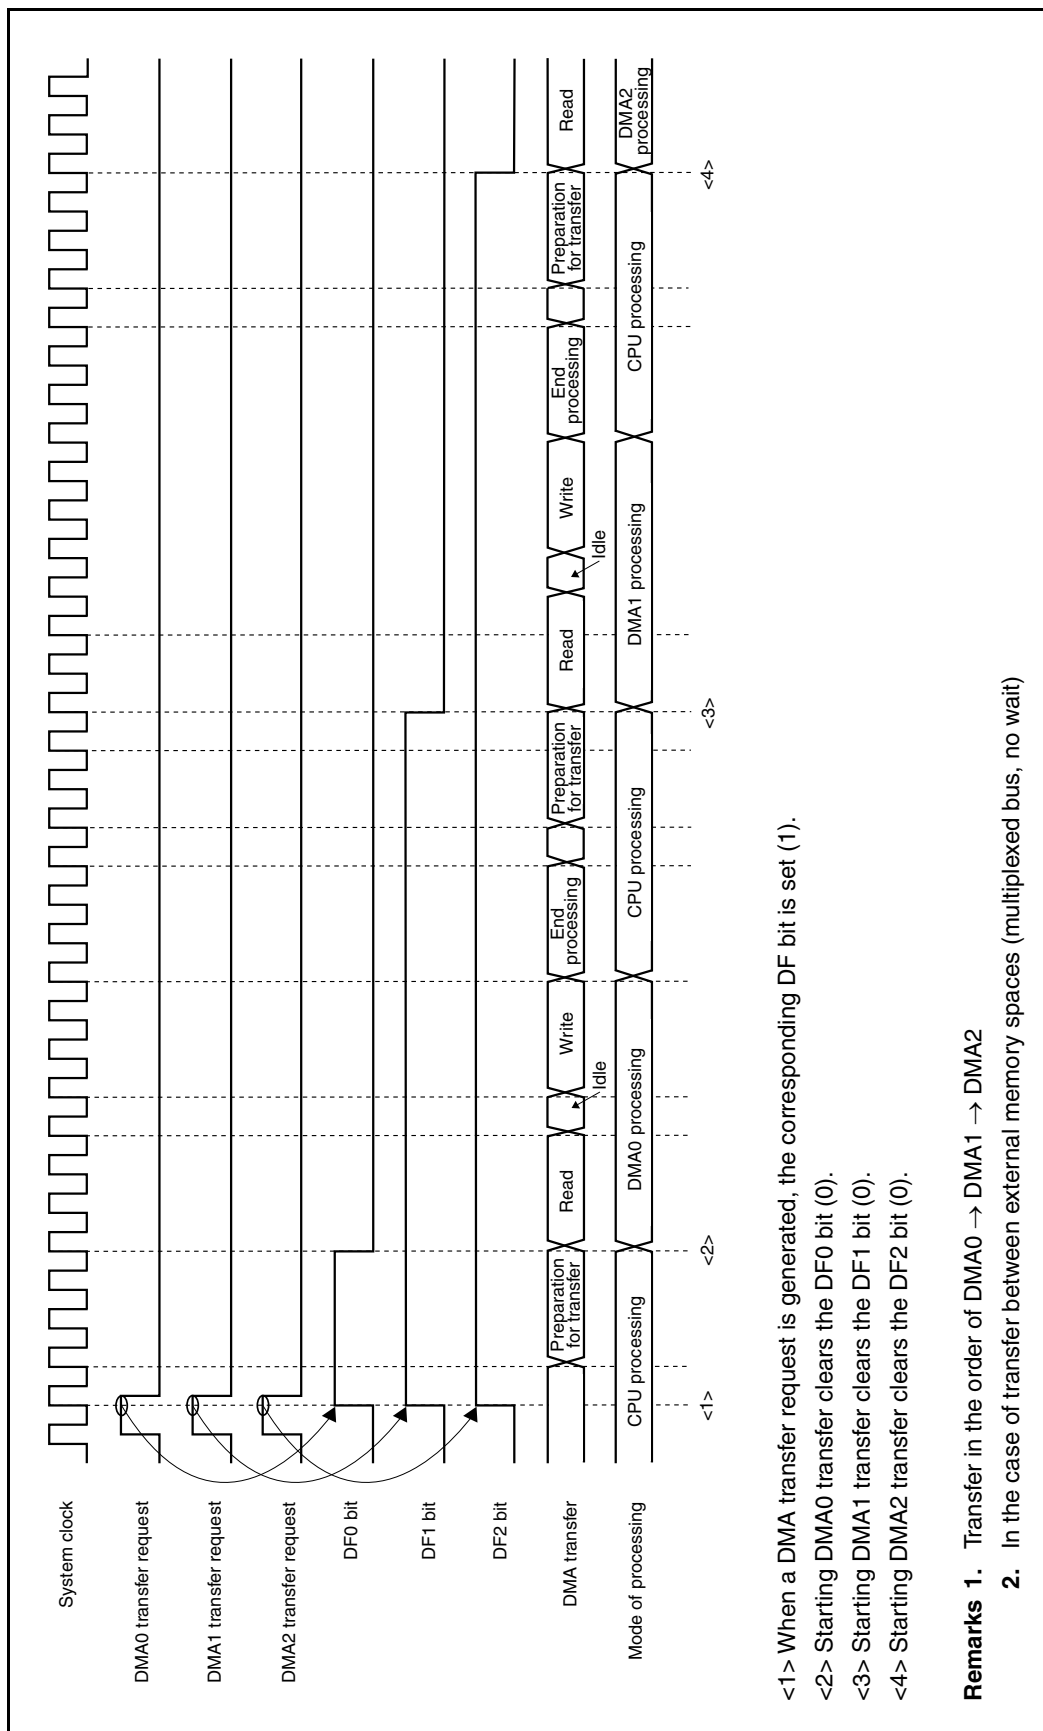 System clock
DMA0 transfer request
DMA1 transfer request
DMA2 transfer request
DF0 bit
DF1 bit
DF2 bit
DMA transfer
Preparation
for transfer
Read
Idle
Write
End
processing
Preparation
for transfer
Read
Idle
Write
End
processing
Preparation
for transfer
Read
Mode of processing
CPU processing
DMA0 processing
CPU processing
DMA1 processing
CPU processing
DMA2
processing
<1>
<2>
<3>
<4>
<1> When a DMA transfer request is generated, the corresponding DF bit is set (1).
<2> Starting DMA0 transfer clears the DF0 bit (0).
<3> Starting DMA1 transfer clears the DF1 bit (0).
<4> Starting DMA2 transfer clears the DF2 bit (0).
Remarks 1. Transfer in the order of DMA0 → DMA1 → DMA2
2. In the case of transfer between external memory spaces (multiplexed bus, no wait)